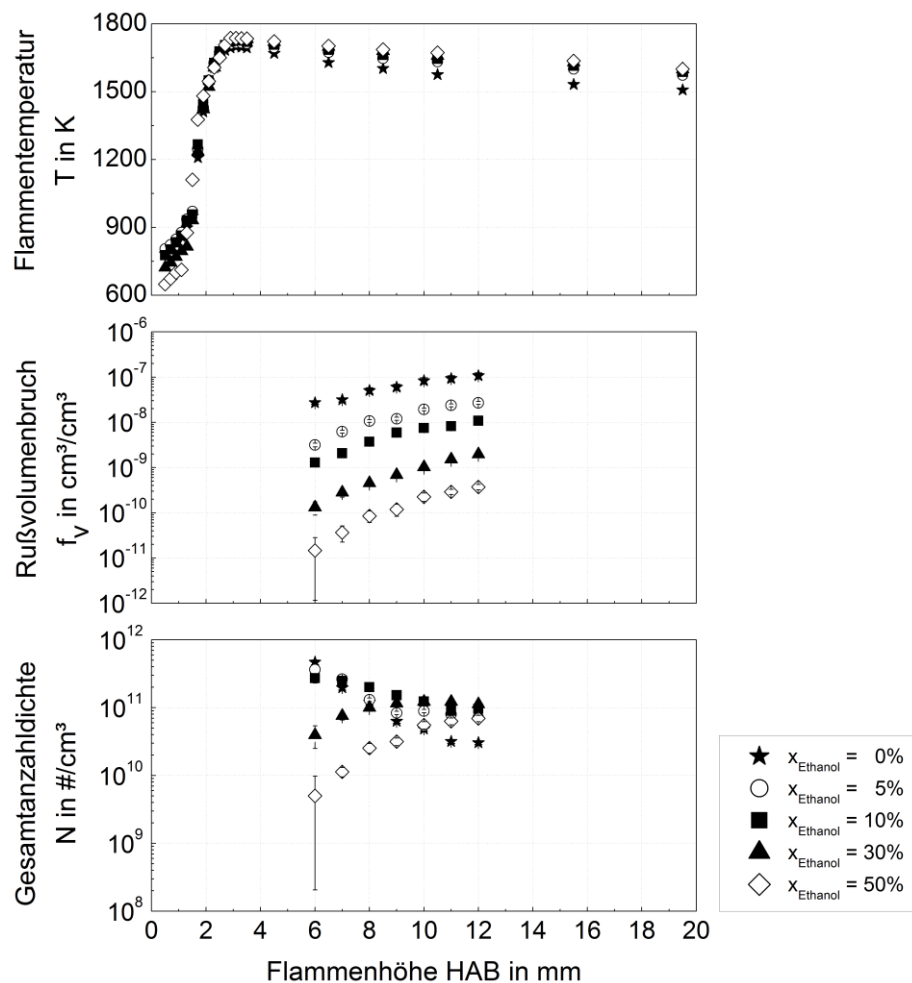 Flammentemperatur
T in K
1800
1500
1200
900
600
Rußvolumenbruch
f_v in cm³/cm³
10⁻⁶
10⁻⁷
10⁻⁸
10⁻⁹
10⁻¹⁰
10⁻¹¹
10⁻¹²
Gesamtanzahldichte
N in #/cm³
10¹²
10¹¹
10¹⁰
10⁹
10⁸
0 2 4 6 8 10 12 14 16 18 20
Flammenhöhe HAB in mm
x_Ethanol = 0%
x_Ethanol = 5%
x_Ethanol = 10%
x_Ethanol = 30%
x_Ethanol = 50%